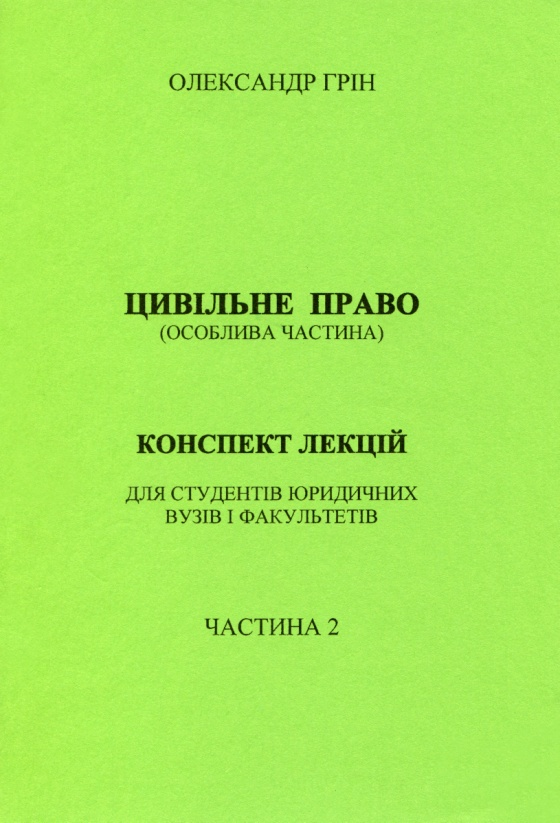 ОЛЕКСАНДР ГРІН
ЦИВІЛЬНЕ ПРАВО
(ОСОБЛИВА ЧАСТИНА)
КОНСПЕКТ ЛЕКЦІЙ
ДЛЯ СТУДЕНТІВ ЮРИДИЧНИХ
ВУЗІВ І ФАКУЛЬТЕТІВ
ЧАСТИНА 2